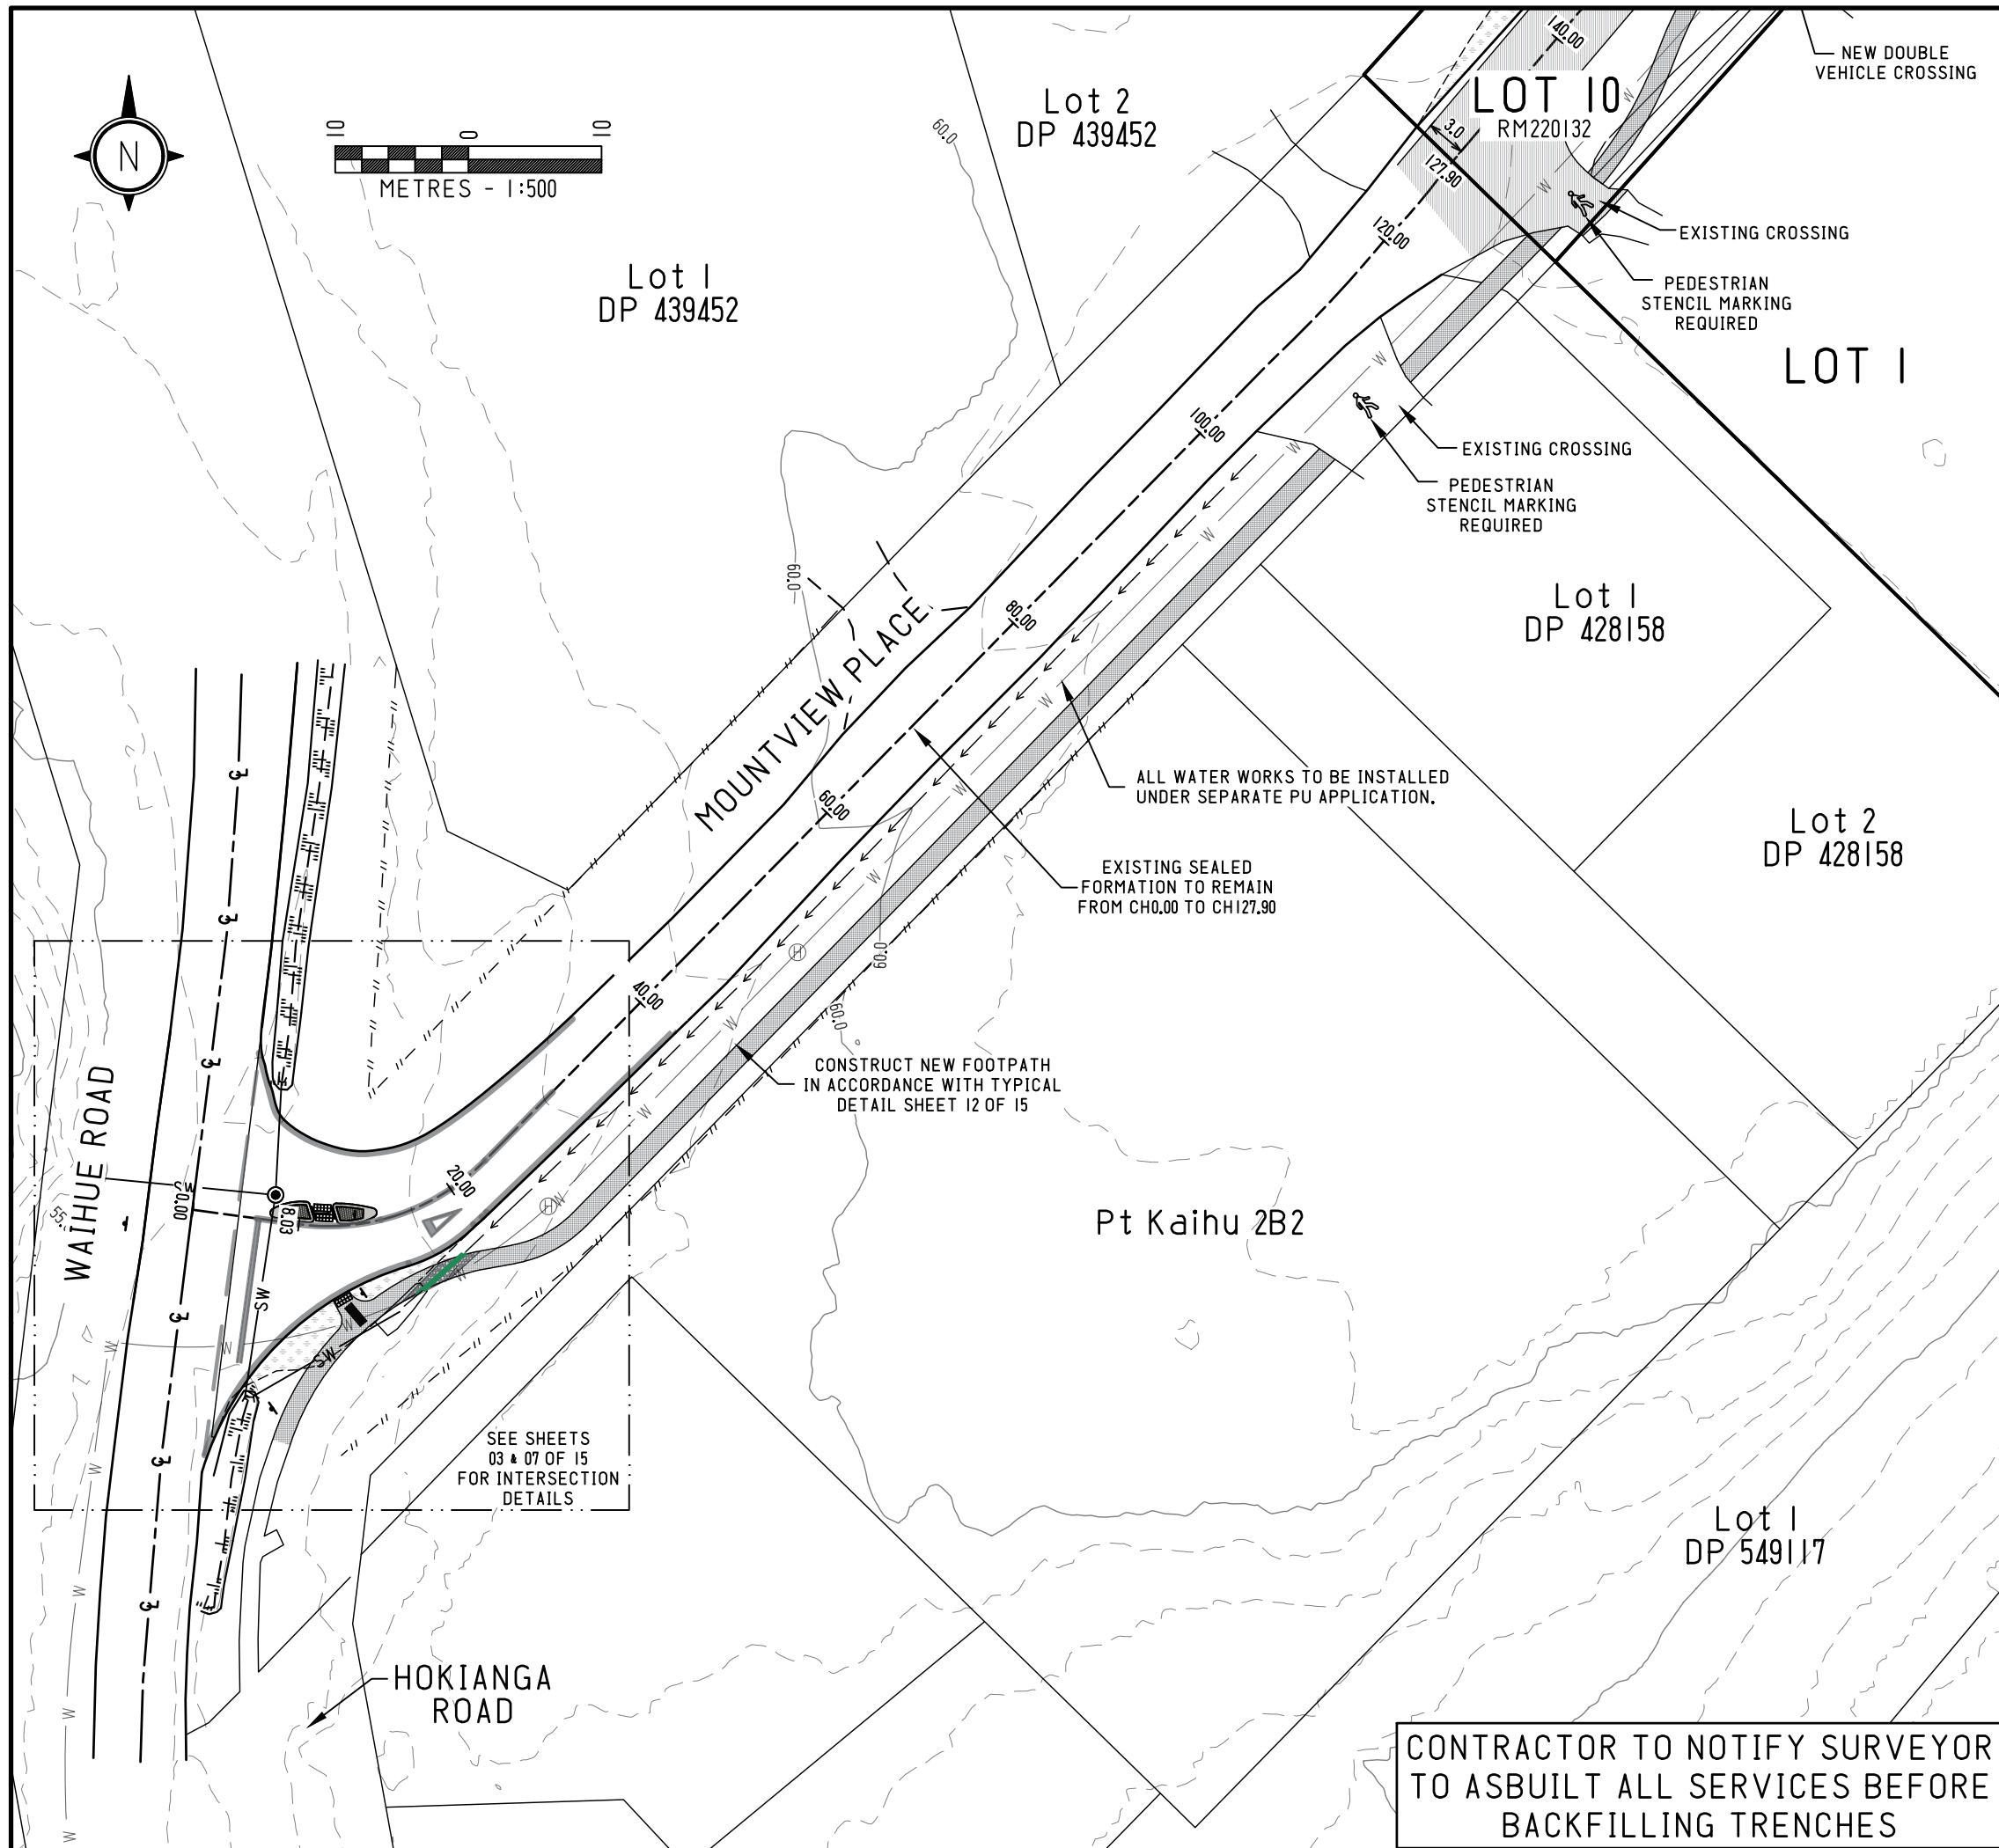 N
10
0
10
METRES - 1:500
Lot 2
DP 439452
60.0
140.00
LOT 10
RM220132
3.0
127.90
NEW DOUBLE
VEHICLE CROSSING
W
W
120.00
EXISTING CROSSING
PEDESTRIAN
STENCIL MARKING
REQUIRED
Lot 1
DP 439452
LOT 1
W
100.00
W
EXISTING CROSSING
PEDESTRIAN
STENCIL MARKING
REQUIRED
W
60.0
80.00
W
Lot 1
DP 428158
MOUNTVIEW PLACE
W
ALL WATER WORKS TO BE INSTALLED
UNDER SEPARATE PU APPLICATION.
60.00
W
Lot 2
DP 428158
EXISTING SEALED
FORMATION TO REMAIN
FROM CH0.00 TO CH127.90
W
H
60.0
40.00
60.0
W
CONSTRUCT NEW FOOTPATH
IN ACCORDANCE WITH TYPICAL
DETAIL SHEET 12 OF 15
W
WAIHUE ROAD
20.00
0.00
8.03
H
W
55.
SW
Pt Kaihu 2B2
W
W
W
SW
W
SEE SHEETS
03 & 07 OF 15
FOR INTERSECTION
DETAILS
W
Lot 1
DP 549117
W
HOKIANGA
ROAD
W
W
CONTRACTOR TO NOTIFY SURVEYOR
TO ASBUILT ALL SERVICES BEFORE
BACKFILLING TRENCHES